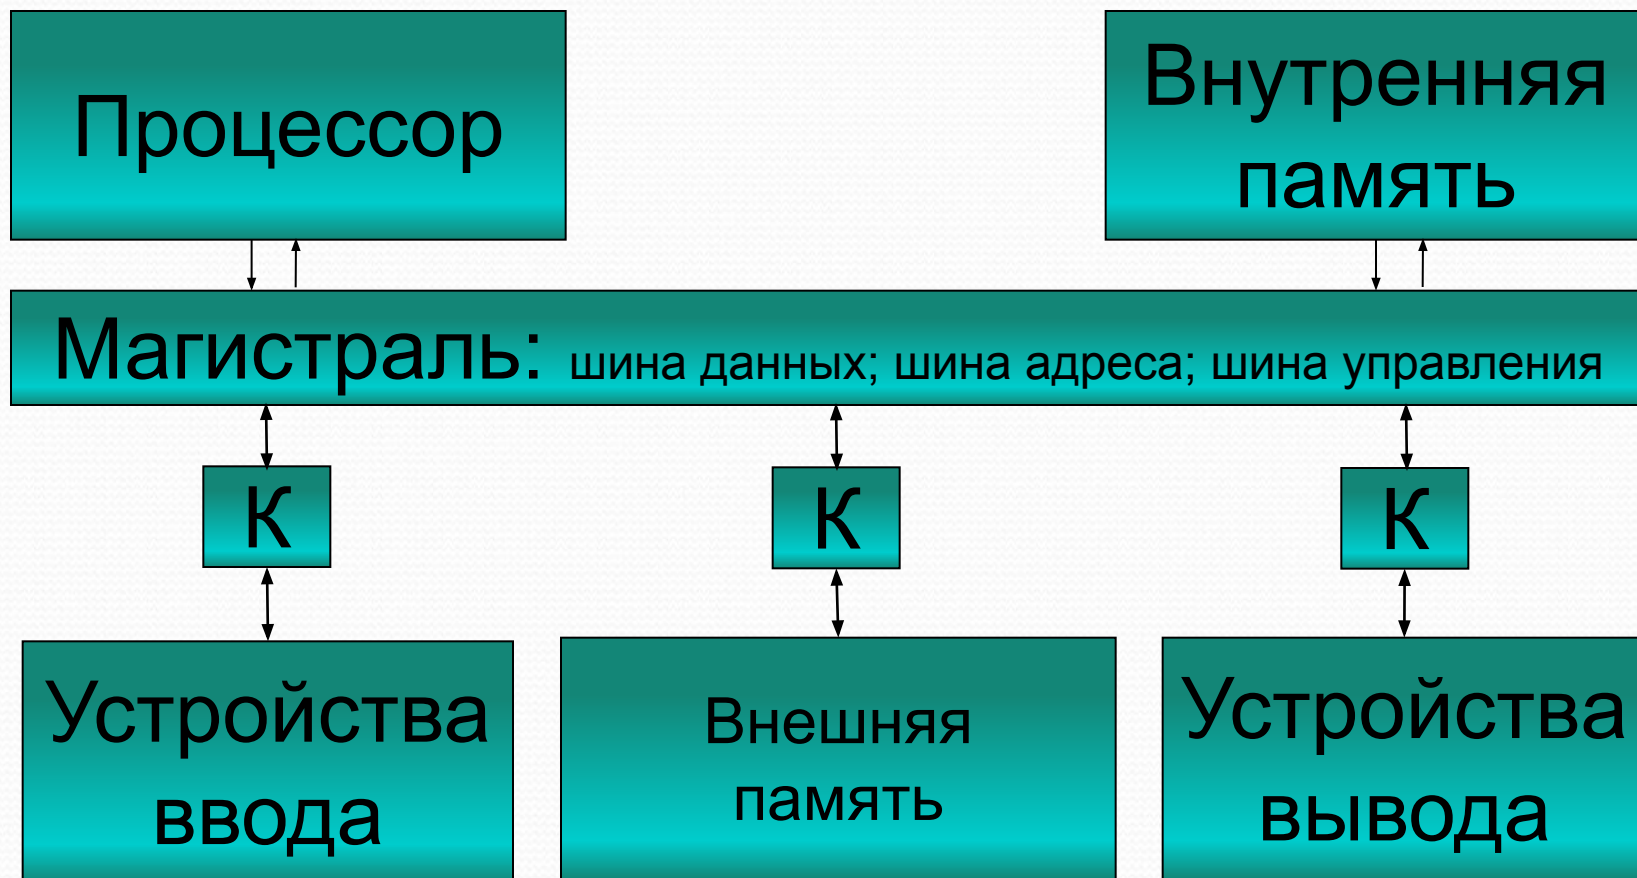 Процессор
Внутренняя
память
Магистраль: шина данных; шина адреса; шина управления
К
К
К
Устройства
ввода
Внешняя
память
Устройства
вывода